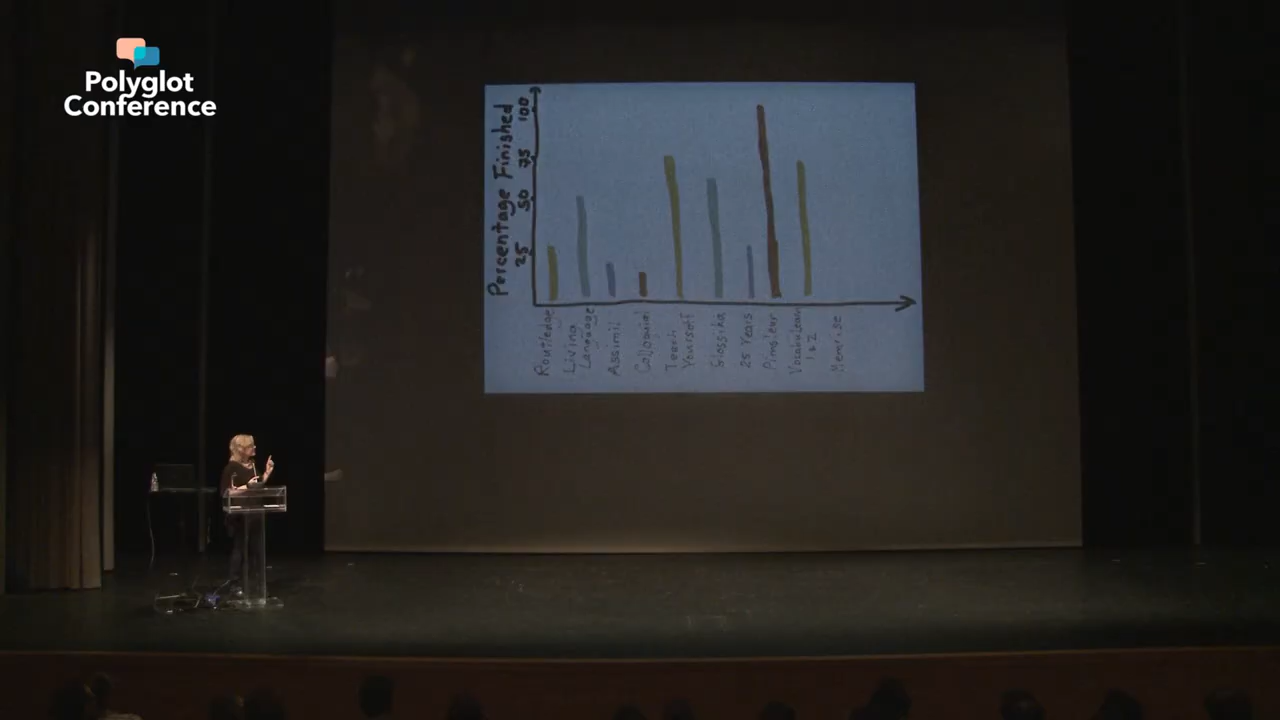 Polyglot
Conference
Percentage Finished
100
75
50
25
Routledge
Living
Language
Assimil
Colloquial
Teach
Yourself
Glossika
25 Years
Pimsleur
Vocabulearn
1 & 2
Memrise